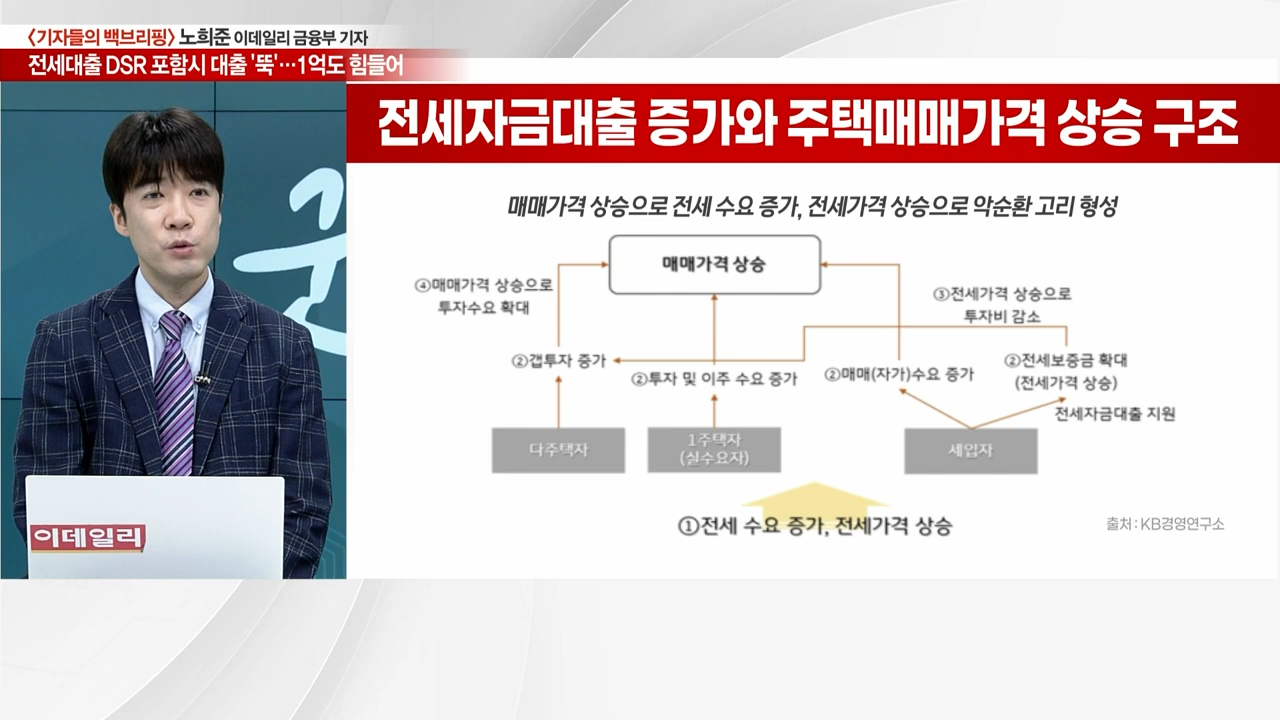 〈기자들의 백브리핑〉 노희준 이데일리 금융부 기자
전세대출 DSR 포함시 대출 '뚝'…1억도 힘들어
전세자금대출 증가와 주택매매가격 상승 구조
매매가격 상승으로 전세 수요 증가, 전세가격 상승으로 악순환 고리 형성
매매가격 상승
④매매가격 상승으로
투자수요 확대
③전세가격 상승으로
투자비 감소
②갭투자 증가
②투자 및 이주 수요 증가
②매매(자가)수요 증가
②전세보증금 확대
(전세가격 상승)
전세자금대출 지원
다주택자
1주택자
(실수요자)
세입자
①전세 수요 증가, 전세가격 상승
출처 : KB경영연구소
이데일리